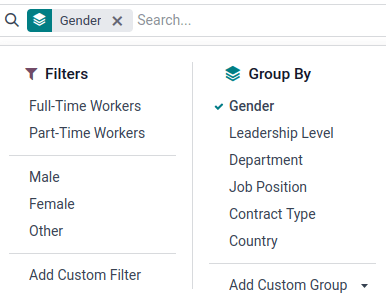 Gender
Search...
Filters
Full-Time Workers
Part-Time Workers
Male
Female
Other
Add Custom Filter
Group By
Gender
Leadership Level
Department
Job Position
Contract Type
Country
Add Custom Group